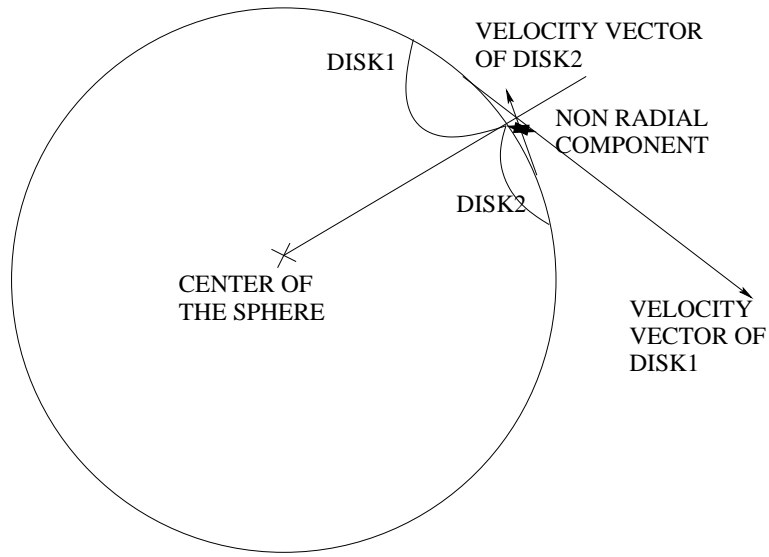 VELOCITY VECTOR
OF DISK2
DISK1
NON RADIAL
COMPONENT
DISK2
CENTER OF
THE SPHERE
VELOCITY
VECTOR OF
DISK1